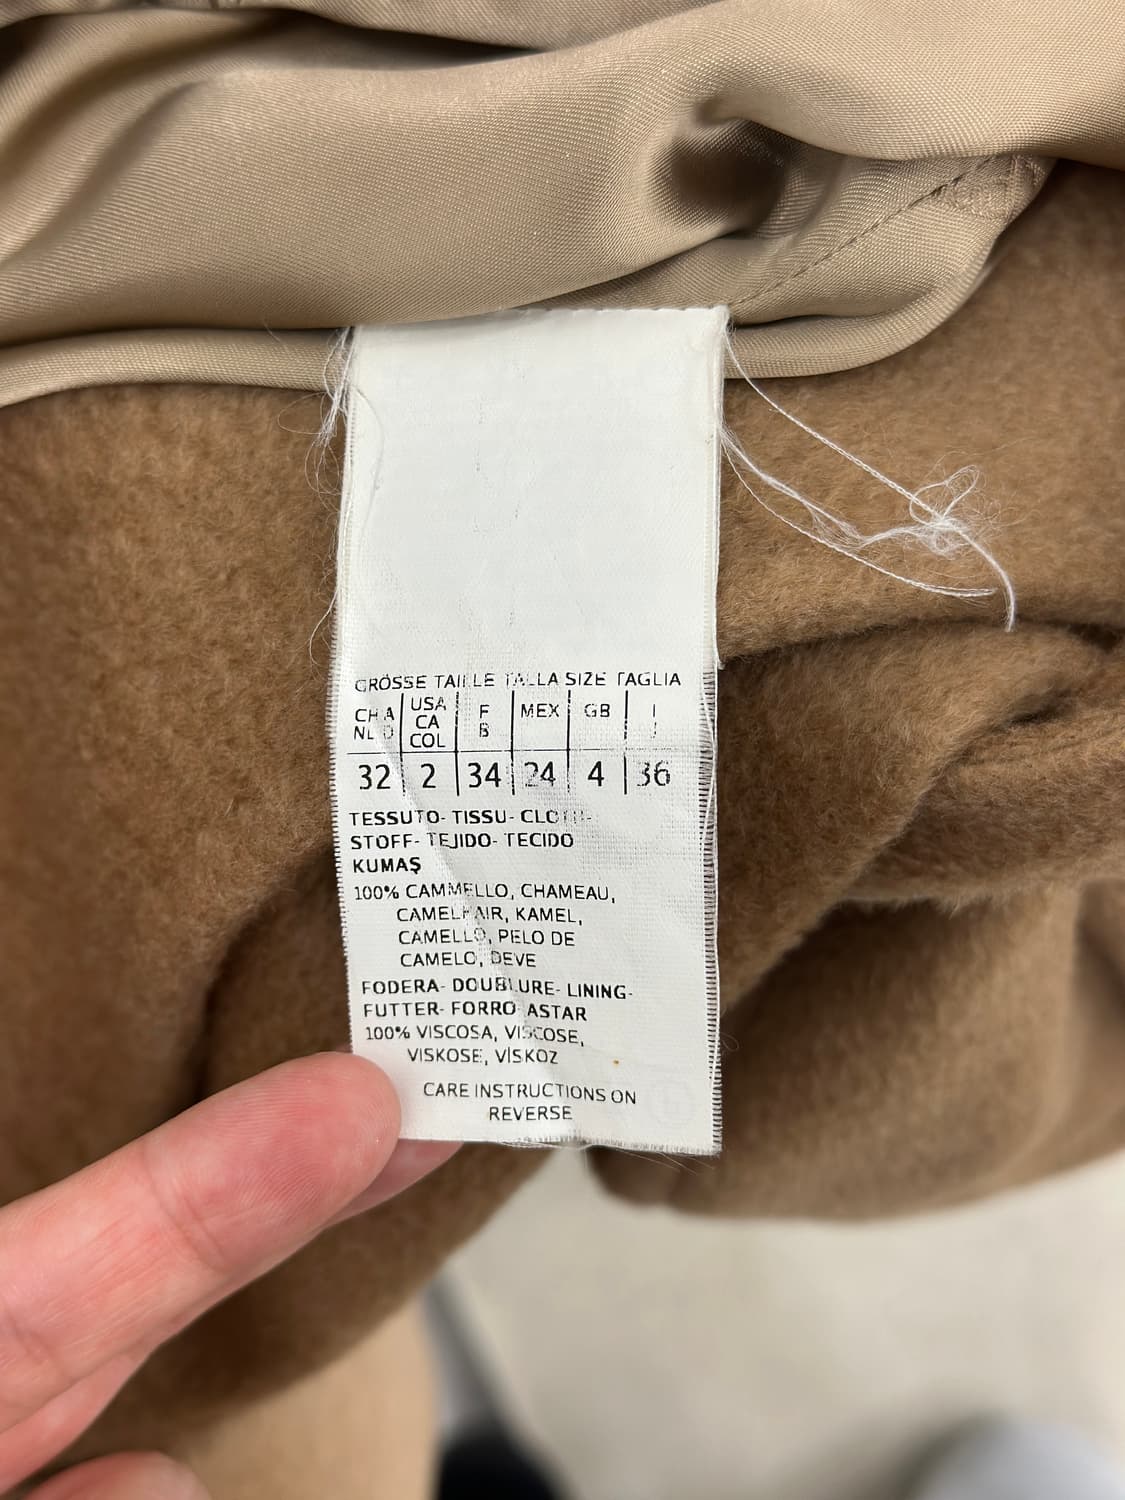 GRÖSSE TAILLE TALLA SIZE TAGLIA
CH A USA F MEX GB I
NL D CA B J
COL
32 2 34 24 4 36
TESSUTO- TISSU- CLOTH-
STOFF- TEJIDO- TECIDO
KUMAŞ
100% CAMMELLO, CHAMEAU,
CAMELHAIR, KAMEL,
CAMELLO, PELO DE
CAMELO, DEVE
FODERA- DOUBLURE- LINING-
FUTTER- FORRO ASTAR
100% VISCOSA, VISCOSE,
VISKOSE, VİSKOZ
CARE INSTRUCTIONS ON
REVERSE